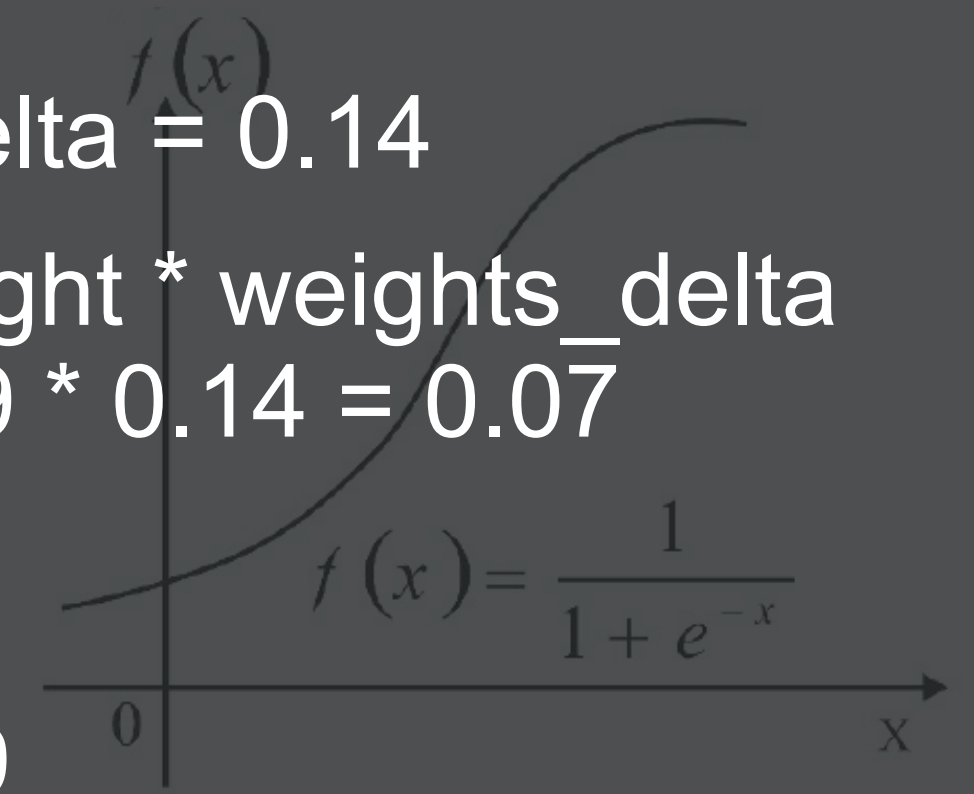 f(x)
elta = 0.14
ght * weights_delta
9 * 0.14 = 0.07
f(x) = 1 / (1 + e^{-x})
0
x